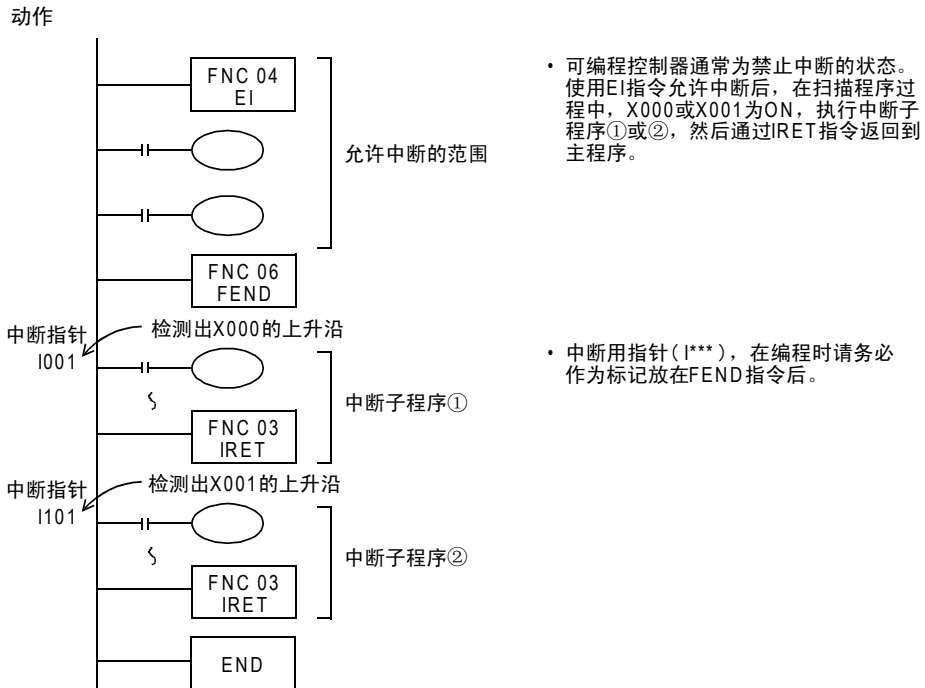 动作
FNC 04
EI
允许中断的范围
• 可编程控制器通常为禁止中断的状态。
使用EI指令允许中断后，在扫描程序过
程中，X000或X001为ON，执行中断子
程序①或②，然后通过IRET指令返回到
主程序。
FNC 06
FEND
中断指针
I001
检测出X000的上升沿
• 中断用指针(I***)，在编程时请务必
作为标记放在FEND指令后。
中断子程序①
FNC 03
IRET
中断指针
I101
检测出X001的上升沿
中断子程序②
FNC 03
IRET
END